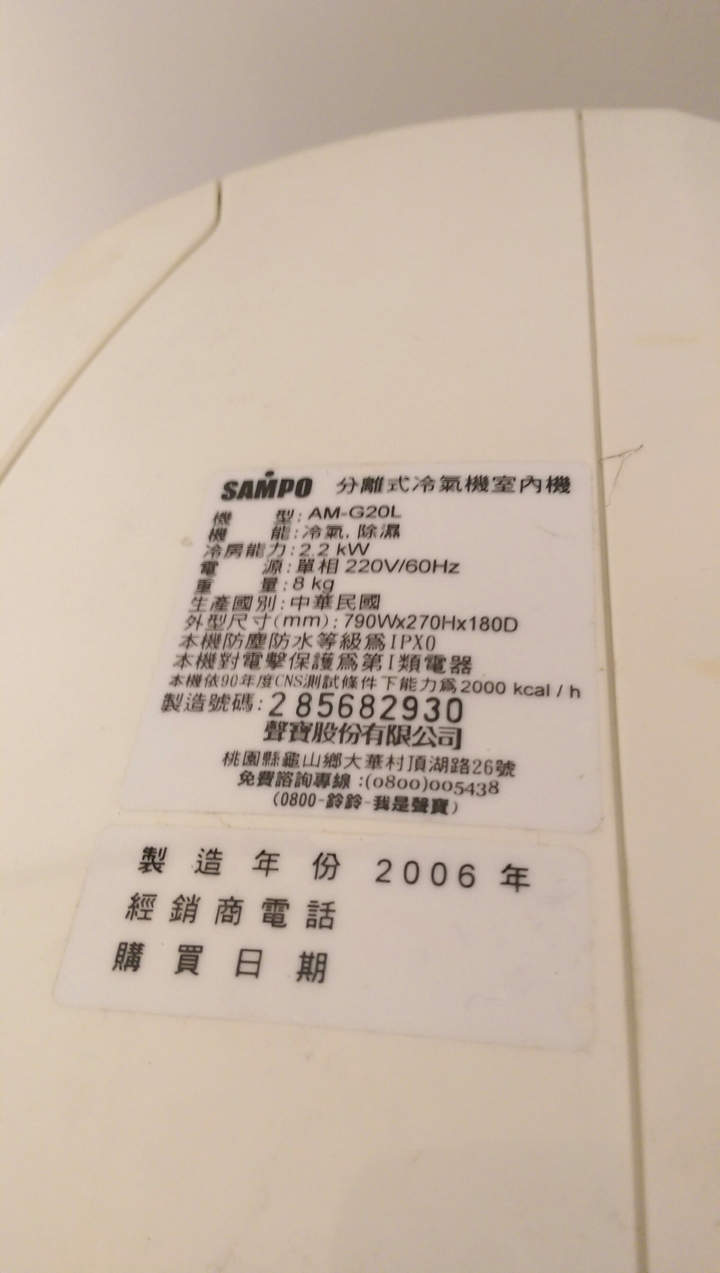 SAMPO 分離式冷氣機室內機
機 型:AM-G20L
機 能:冷氣, 除濕
冷房能力:2.2 kW
電 源:單相 220V/60Hz
重 量:8 kg
生產國別:中華民國
外型尺寸(mm):790Wx270Hx180D
本機防塵防水等級爲IPX0
本機對電擊保護爲第I類電器
本機依90年度CNS測試條件下能力爲2000 kcal / h
製造號碼:285682930
聲寶股份有限公司
桃園縣龜山鄉大華村頂湖路26號
免費諮詢專線:(0800)005438
(0800-鈴鈴-我是聲寶)
製造年份 2006年
經銷商電話
購買日期